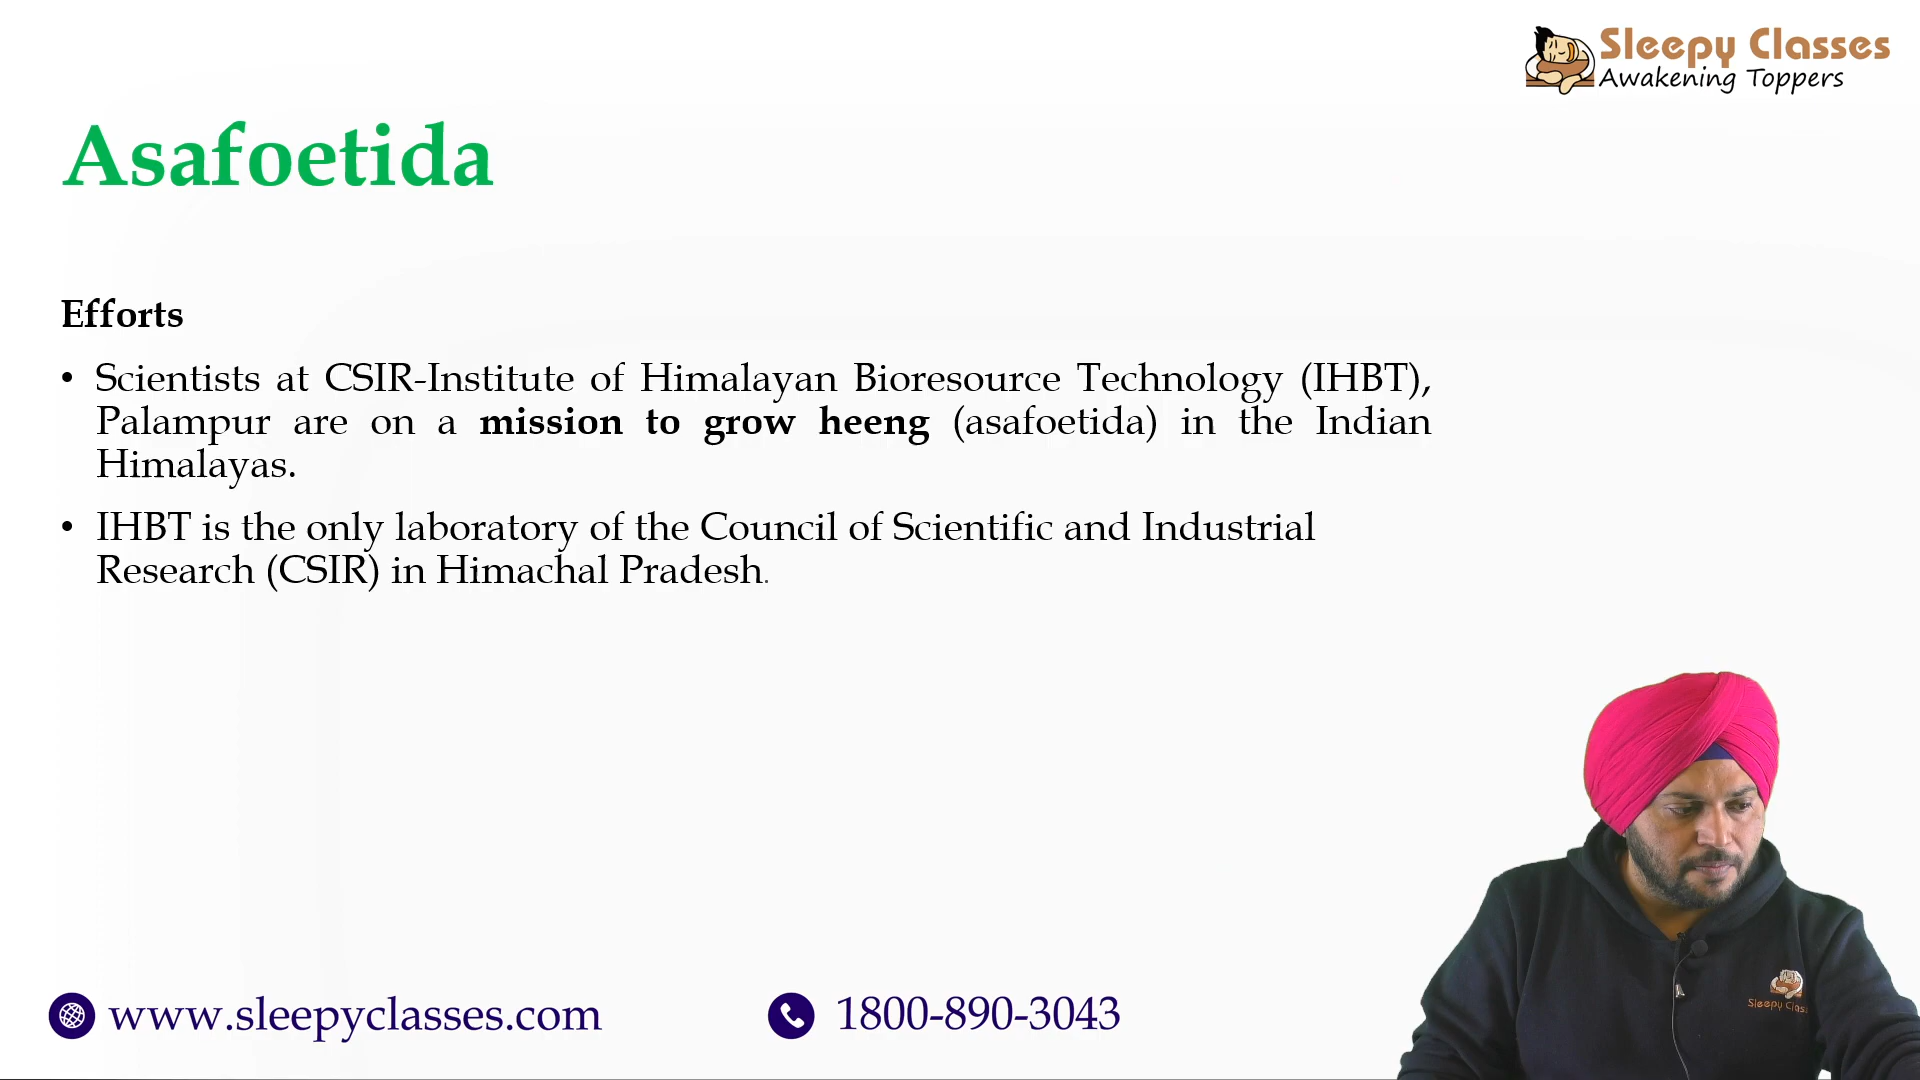 Sleepy Classes
Awakening Toppers
Asafoetida
Efforts
• Scientists at CSIR-Institute of Himalayan Bioresource Technology (IHBT),
Palampur are on a mission to grow heeng (asafoetida) in the Indian
Himalayas.
• IHBT is the only laboratory of the Council of Scientific and Industrial
Research (CSIR) in Himachal Pradesh.
Sleepy Clas
www.sleepyclasses.com
1800-890-3043